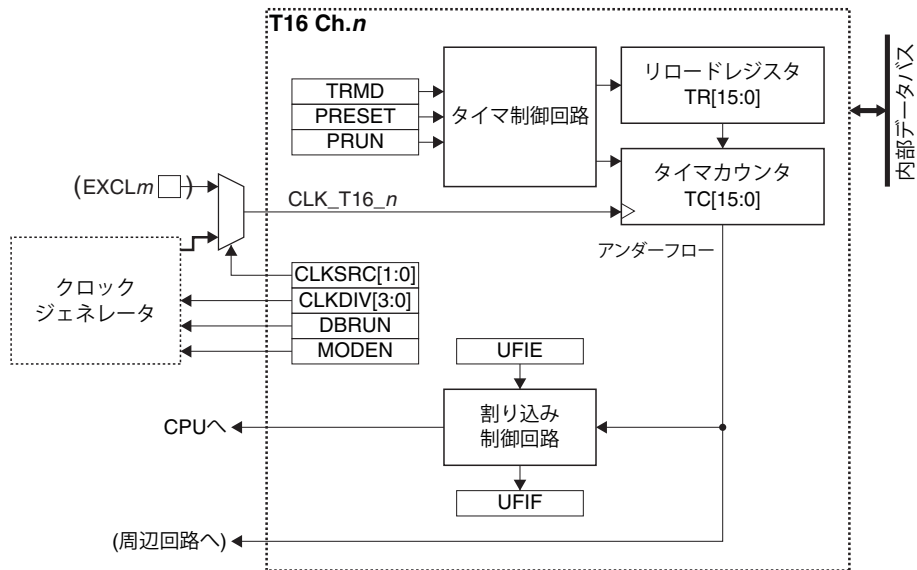 T16 Ch.n
TRMD
PRESET
PRUN
タイマ制御回路
リロードレジスタ
TR[15:0]
タイマカウンタ
TC[15:0]
内部データバス
(EXCLm )
CLK_T16_n
アンダーフロー
クロック
ジェネレータ
CLKSRC[1:0]
CLKDIV[3:0]
DBRUN
MODEN
UFIE
割り込み
制御回路
UFIF
CPUへ
(周辺回路へ)